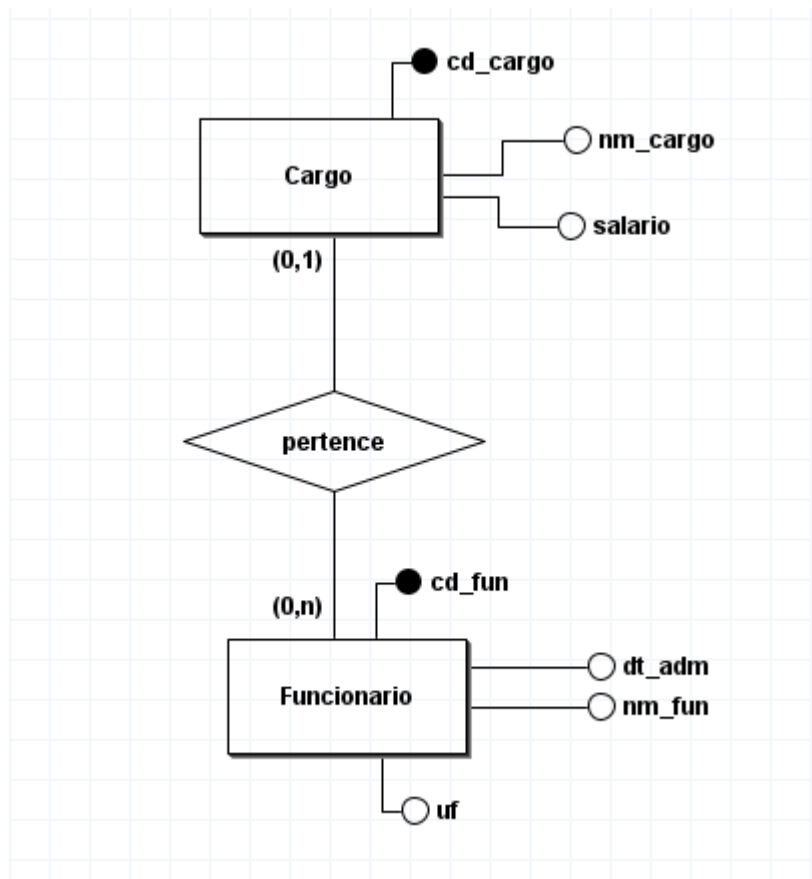 cd_cargo
nm_cargo
Cargo
salario
(0,1)
pertence
cd_fun
(0,n)
dt_adm
Funcionario
nm_fun
uf